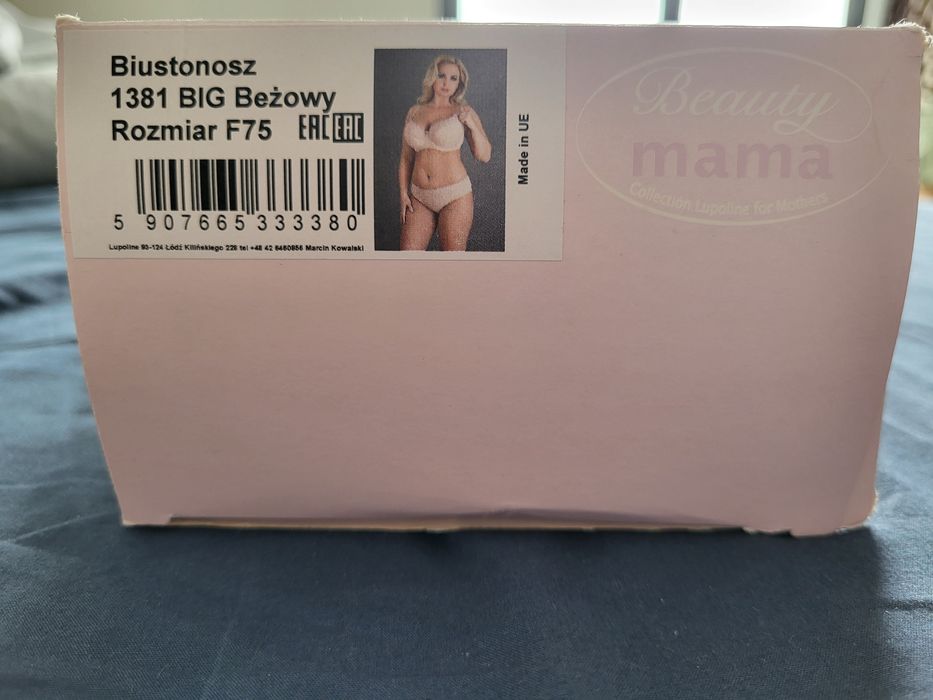 Biustonosz
1381 BIG Beżowy
Rozmiar F75 EAC EAC
5 907665 333380
Lupoline 93-124 Łódź Kilińskiego 228 tel +48 42 6460856 Marcin Kowalski
Made in UE
Beauty
mama
Collection Lupoline for Mothers